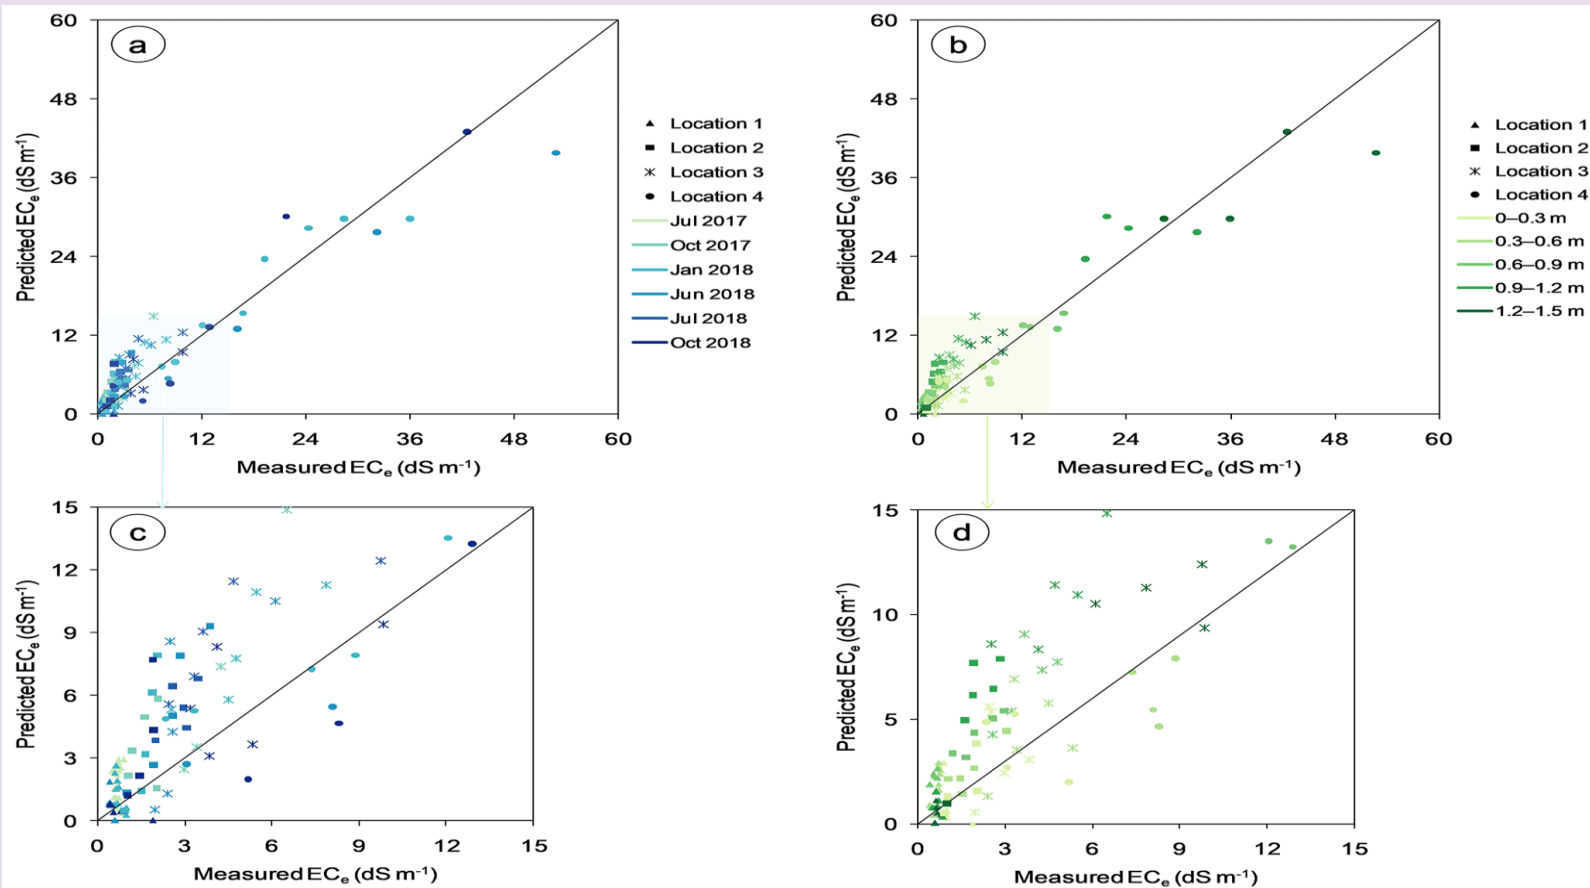 a
60
48
36
24
12
0
0 12 24 36 48 60
Predicted ECe (dS m-1)
Measured ECe (dS m-1)
Location 1
Location 2
Location 3
Location 4
Jul 2017
Oct 2017
Jan 2018
Jun 2018
Jul 2018
Oct 2018
b
60
48
36
24
12
0
0 12 24 36 48 60
Predicted ECe (dS m-1)
Measured ECe (dS m-1)
Location 1
Location 2
Location 3
Location 4
0–0.3 m
0.3–0.6 m
0.6–0.9 m
0.9–1.2 m
1.2–1.5 m
c
15
12
9
6
3
0
0 3 6 9 12 15
Predicted ECe (dS m-1)
Measured ECe (dS m-1)
d
15
10
5
0
0 3 6 9 12 15
Predicted ECe (dS m-1)
Measured ECe (dS m-1)